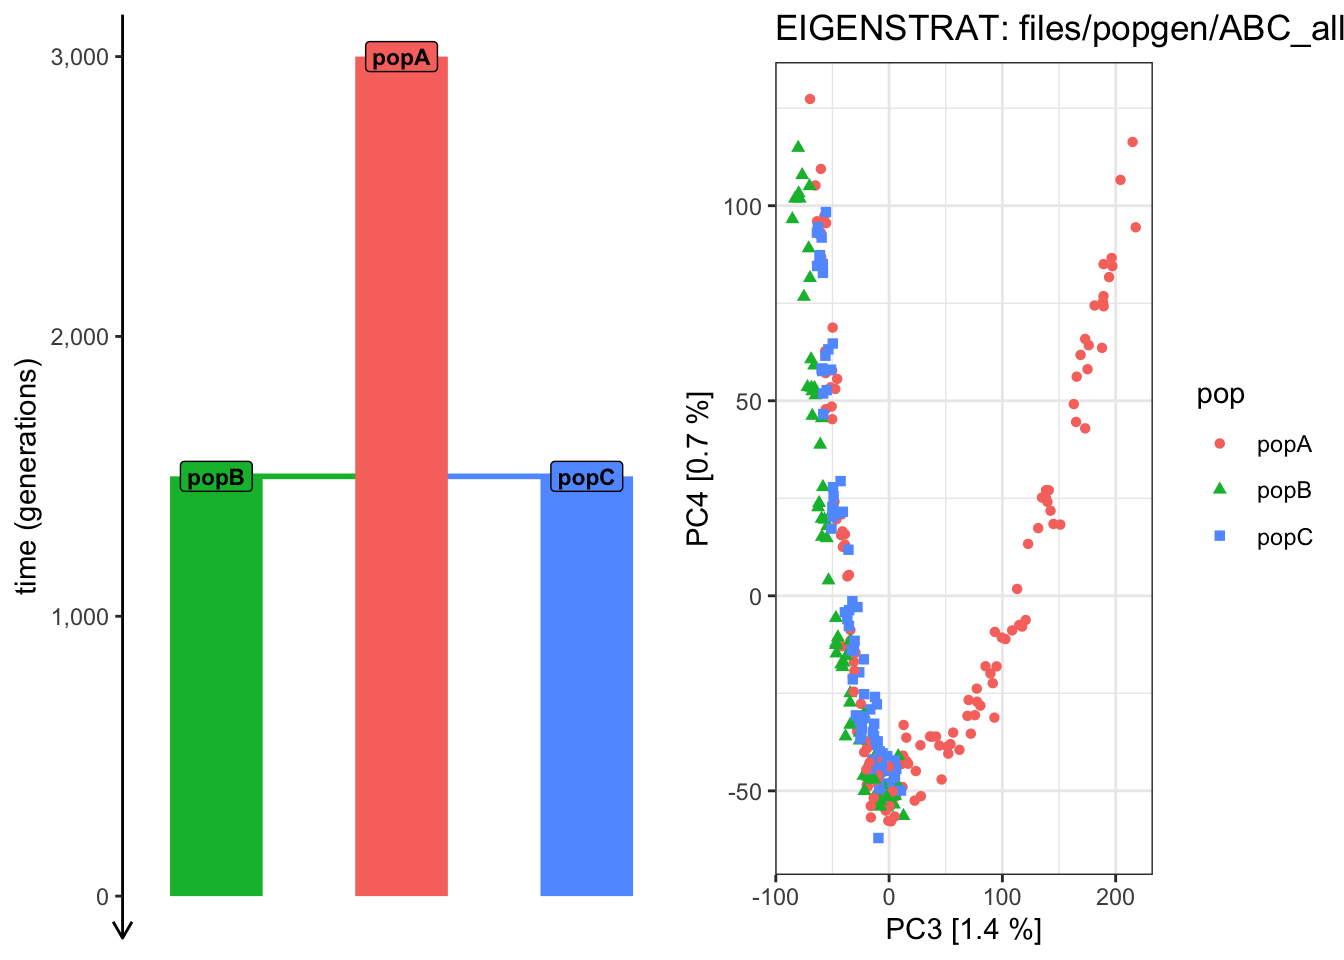 time (generations)
3,000
2,000
1,000
0
popA
popB
popC
EIGENSTRAT: files/popgen/ABC_all
PC4 [0.7 %]
100
50
0
-50
-100
0
100
200
PC3 [1.4 %]
pop
popA
popB
popC